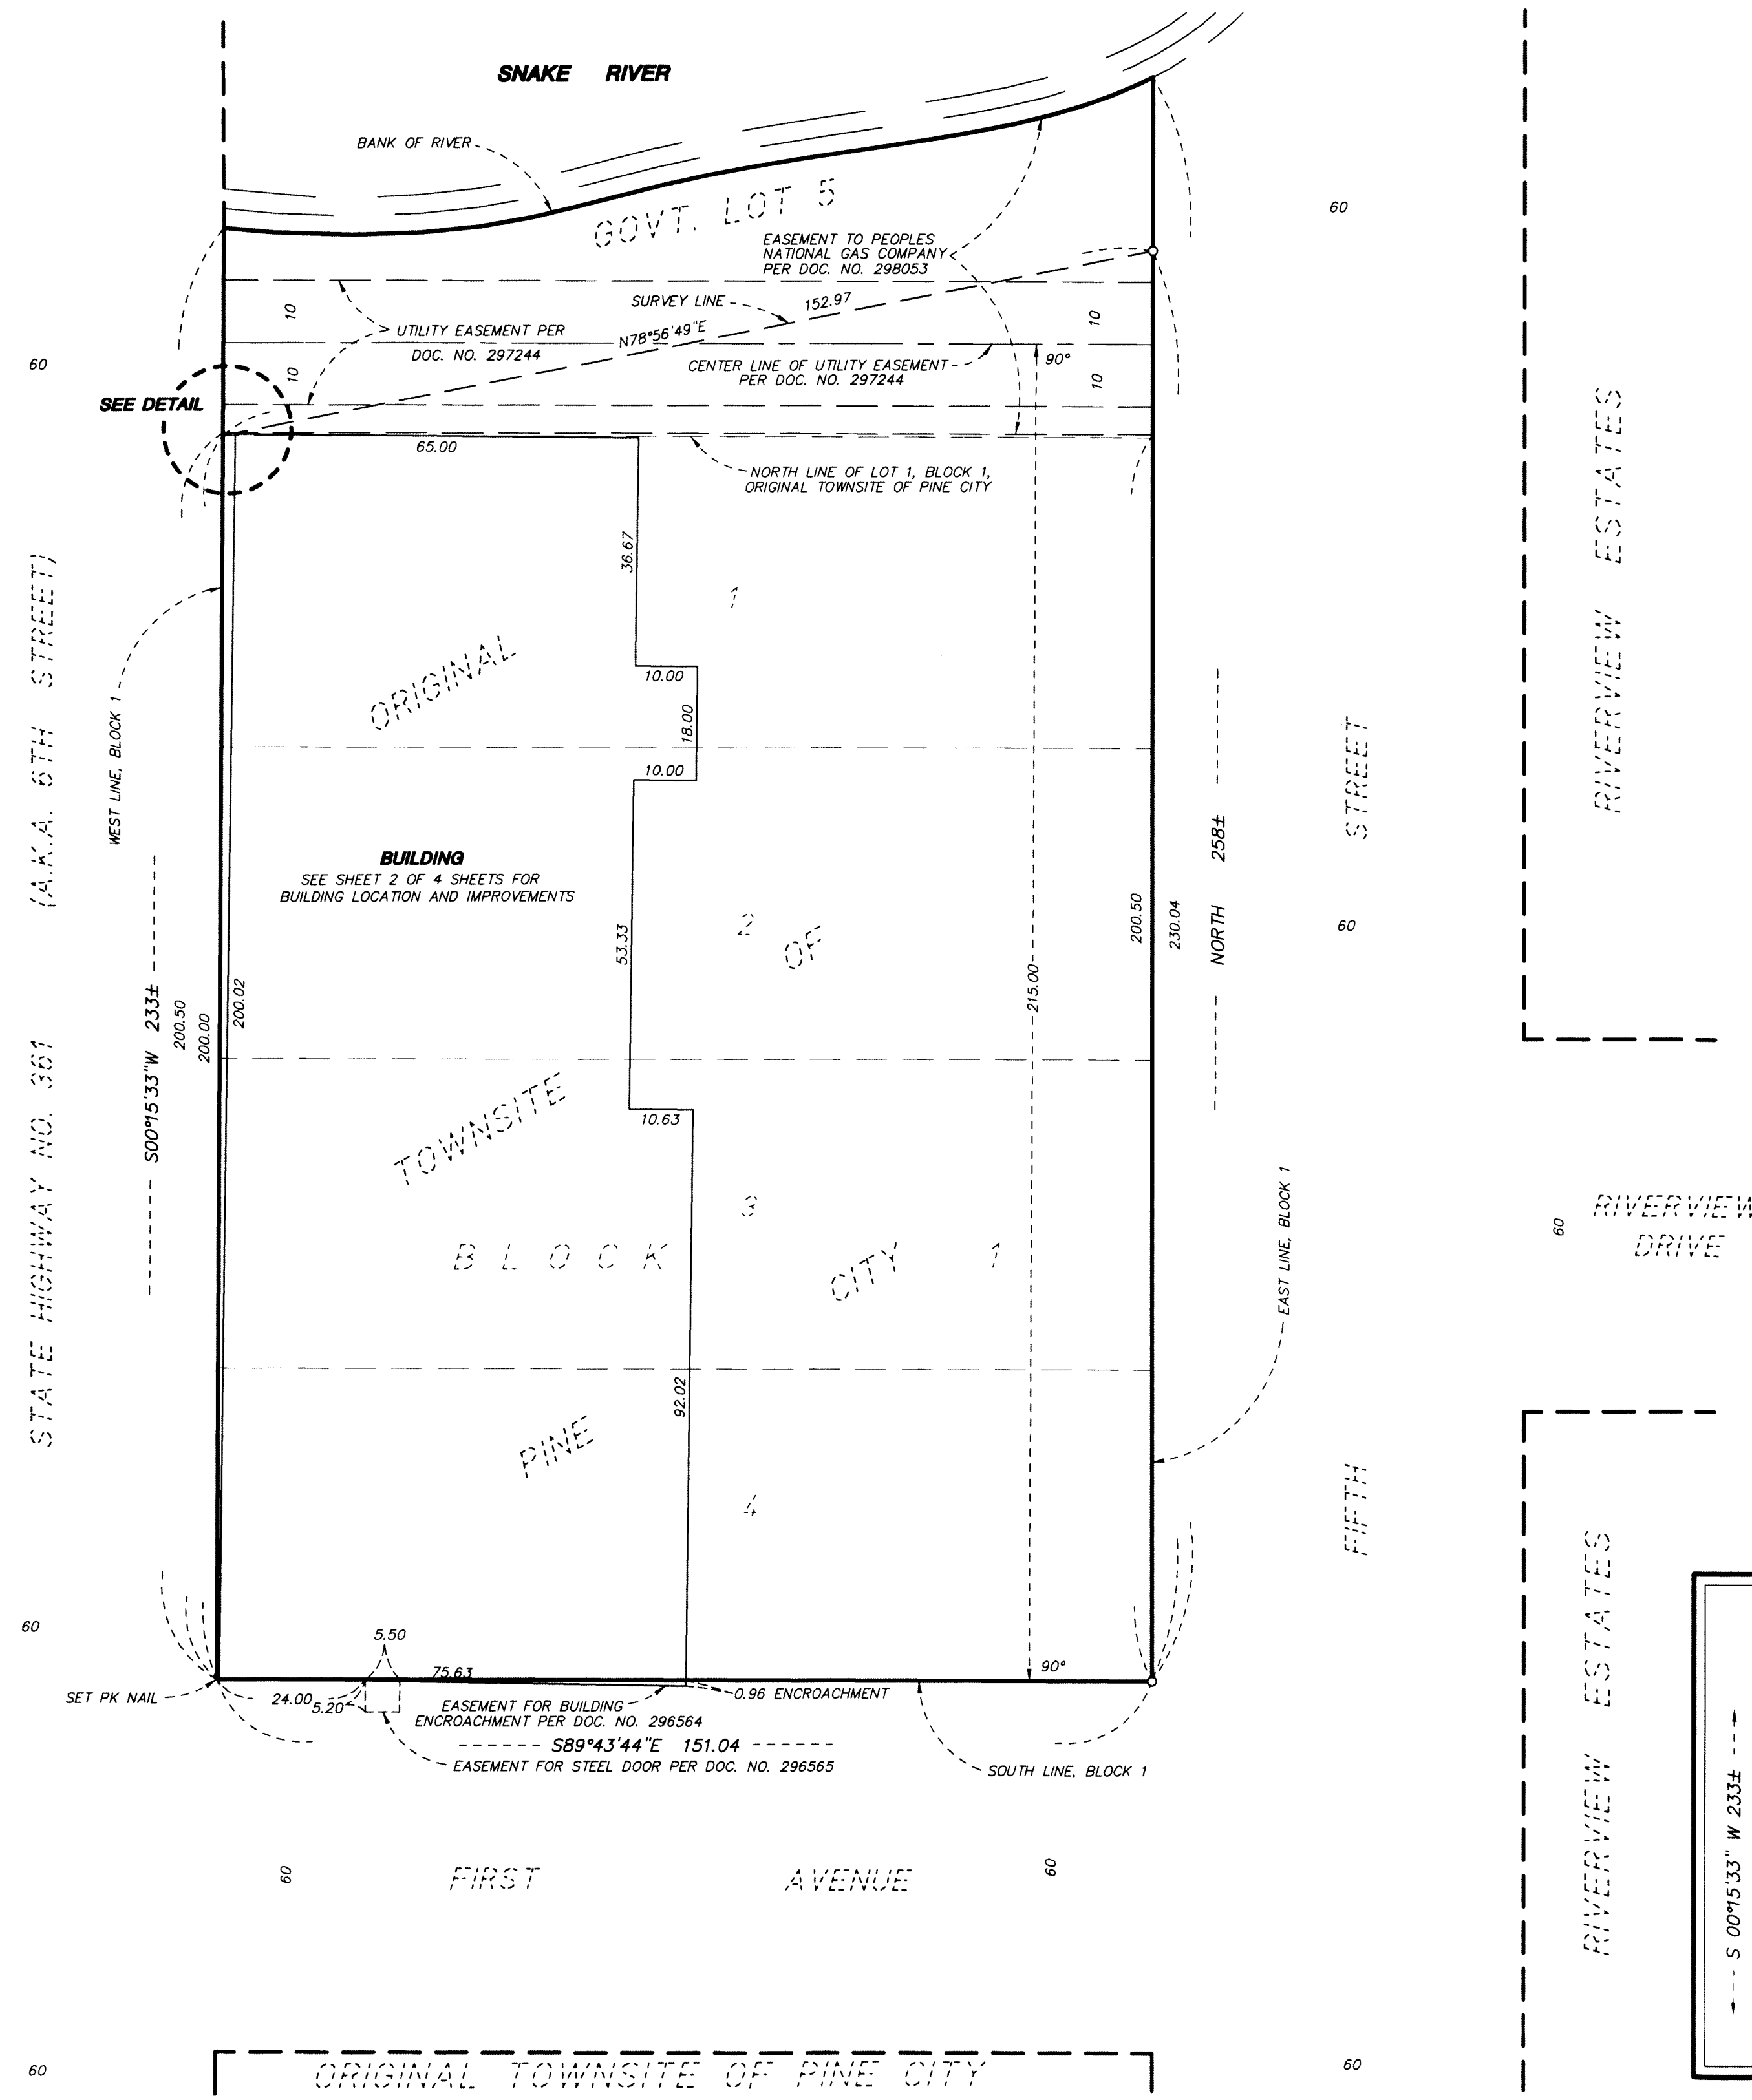 SNAKE RIVER
BANK OF RIVER
GOVT. LOT 5
60
EASEMENT TO PEOPLES
NATIONAL GAS COMPANY
PER DOC. NO. 298053
SURVEY LINE
152.97
10
10
UTILITY EASEMENT PER
DOC. NO. 297244
N78°56'49"E
CENTER LINE OF UTILITY EASEMENT
PER DOC. NO. 297244
90°
60
10
10
SEE DETAIL
65.00
NORTH LINE OF LOT 1, BLOCK 1,
ORIGINAL TOWNSITE OF PINE CITY
RIVERVIEW ESTATES
36.67
1
ORIGINAL
10.00
18.00
10.00
WEST LINE, BLOCK 1
STATE HIGHWAY NO. 361 (A.K.A. 6TH STREET)
BUILDING
SEE SHEET 2 OF 4 SHEETS FOR
BUILDING LOCATION AND IMPROVEMENTS
2
OF
53.33
200.50
230.04
NORTH 258±
60
FIFTH STREET
S00°15'33"W 233±
200.50
200.00
200.02
215.00
TOWNSITE
10.63
3
BLOCK 1
CITY
EAST LINE, BLOCK 1
60
RIVERVIEW
DRIVE
92.02
PINE
4
60
5.50
75.63
90°
SET PK NAIL
24.00
5.20
0.96 ENCROACHMENT
EASEMENT FOR BUILDING
ENCROACHMENT PER DOC. NO. 296564
S89°43'44"E 151.04
EASEMENT FOR STEEL DOOR PER DOC. NO. 296565
SOUTH LINE, BLOCK 1
RIVERVIEW ESTATES
S 00°15'33" W 233±
60
FIRST AVENUE
60
60
ORIGINAL TOWNSITE OF PINE CITY
60